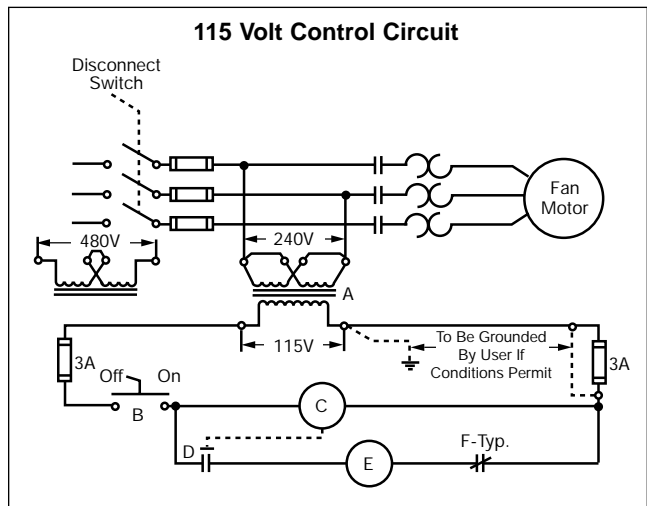 115 Volt Control Circuit
Disconnect
Switch
Fan
Motor
480V
240V
A
115V
To Be Grounded
By User If
Conditions Permit
3A
3A
Off
On
B
C
D
E
F-Typ.